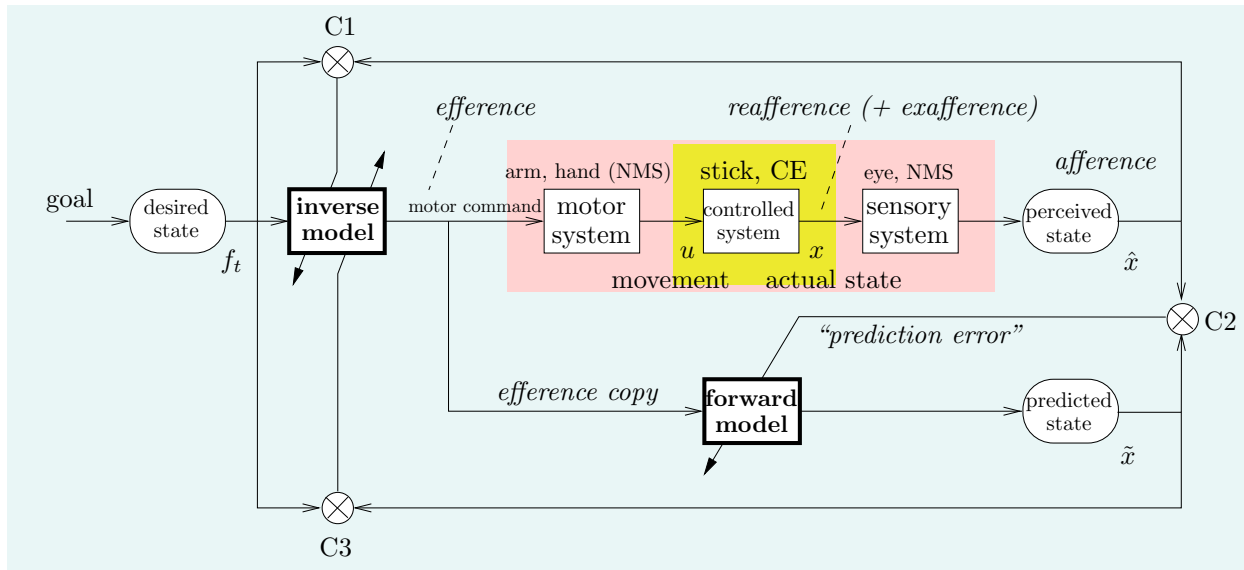 C1
efference
reafference (+ exafference)
arm, hand (NMS)
stick, CE
eye, NMS
afference
goal
desired
state
f_t
inverse
model
motor command
motor
system
u
controlled
system
x
sensory
system
perceived
state
x̂
movement
actual state
C2
“prediction error”
efference copy
forward
model
predicted
state
x̃
C3